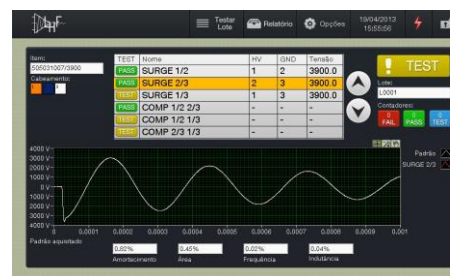 DHF
Testar Lote
Relatório
Opções
19/04/2013
15:55:56
Item:
505031007/3900
Cabeamento:
TEST Nome HV GND Tensão
PASS SURGE 1/2 1 2 3900.0
PASS SURGE 2/3 2 3 3900.0
TEST SURGE 1/3 1 3 3900.0
PASS COMP 1/2 2/3 - - -
TEST COMP 1/2 1/3 - - -
TEST COMP 2/3 1/3 - - -
! TEST
Lote:
L0001
Contadores:
0 FAIL
0 PASS
0 TEST
4000 V
3000 V
2000 V
1000 V
0 V
1000 V
2000 V
3000 V
4000 V
0 0.0001 0.0002 0.0003 0.0004 0.0005 0.0006 0.0007 0.0008 0.0009 0.001
Padrão
SURGE 2/3
Padrão aquisitado
0.62% 0.45% 0.02% 0.04%
Amortecimento Área Frequência Indutância